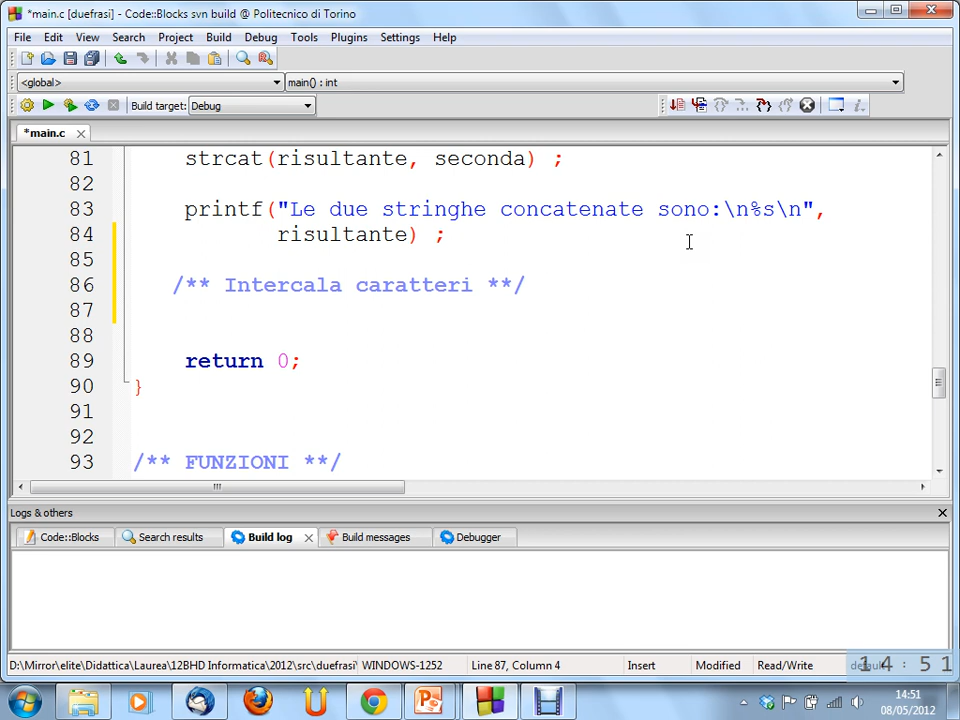 *main.c [duefrasi] - Code::Blocks svn build @ Politecnico di Torino
File Edit View Search Project Build Debug Tools Plugins Settings Help
<global> main() : int
Build target: Debug
*main.c
81 strcat(risultante, seconda) ;
82
83 printf("Le due stringhe concatenate sono:\n%s\n",
84 risultante) ;
85
86 /** Intercala caratteri **/
87
88
89 return 0;
90 }
91
92
93 /** FUNZIONI **/
Logs & others
Code::Blocks Search results Build log Build messages Debugger
D:\Mirror\elite\Didattica\Laurea\12BHD Informatica\2012\src\duefrasi\ WINDOWS-1252 Line 87, Column 4 Insert Modified Read/Write default
14:51
14:51
08/05/2012